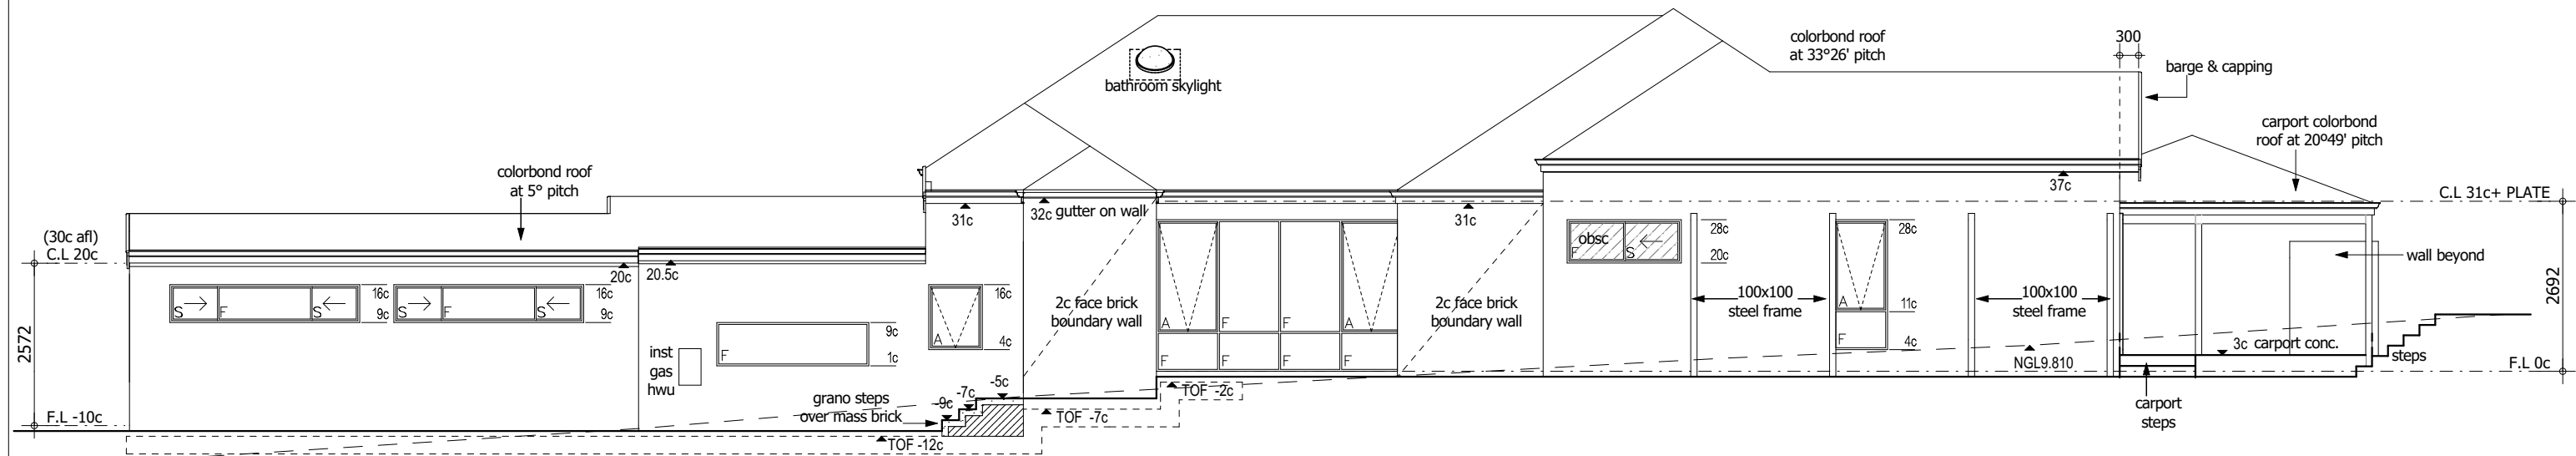 colorbond roof
at 33°26' pitch
300
barge & capping
bathroom skylight
carport colorbond
roof at 20º49' pitch
colorbond roof
at 5° pitch
37c
C.L 31c+ PLATE
31c
32c gutter on wall
31c
(30c afl)
C.L 20c
20c
20.5c
obsc
F
S
28c
20c
28c
wall beyond
S
F
S
16c
9c
S
F
S
16c
9c
16c
A
4c
2c face brick
boundary wall
A
F
F
A
F
F
F
F
2c face brick
boundary wall
100x100
steel frame
A
11c
F
4c
100x100
steel frame
2572
2692
inst
gas
hwu
F
9c
1c
3c carport conc.
steps
NGL9.810
F.L 0c
grano steps
over mass brick
-9c
-7c
-5c
TOF -2c
TOF -7c
TOF -12c
F.L -10c
carport
steps